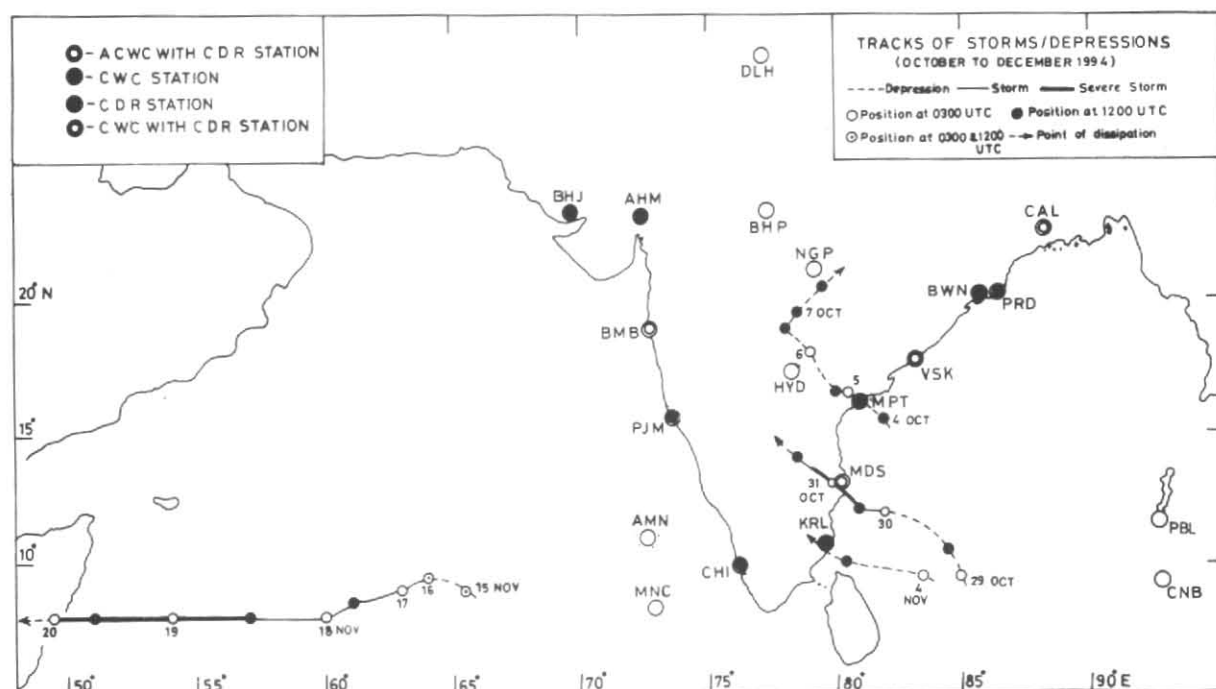 - ACWC WITH CDR STATION
- CWC STATION
- CDR STATION
- CWC WITH CDR STATION
TRACKS OF STORMS/DEPRESSIONS
(OCTOBER TO DECEMBER 1994)
Depression Storm Severe Storm
Position at 0300 UTC Position at 1200 UTC
Position at 0300 & 1200 UTC Point of dissipation
DLH
BHJ AHM
BHP
CAL
NGP
20°N
BWN PRD
7 OCT
BMB
6
HYD
VSK
5
MPT
4 OCT
PJM
15°
MDS
31 OCT
30
KRL
AMN
PBL
10°
CHI
29 OCT
4 NOV
CNB
MNC
15 NOV
16
17
18 NOV
19
20
50° 55° 60° 65° 70° 75° 80° 85° 90°E